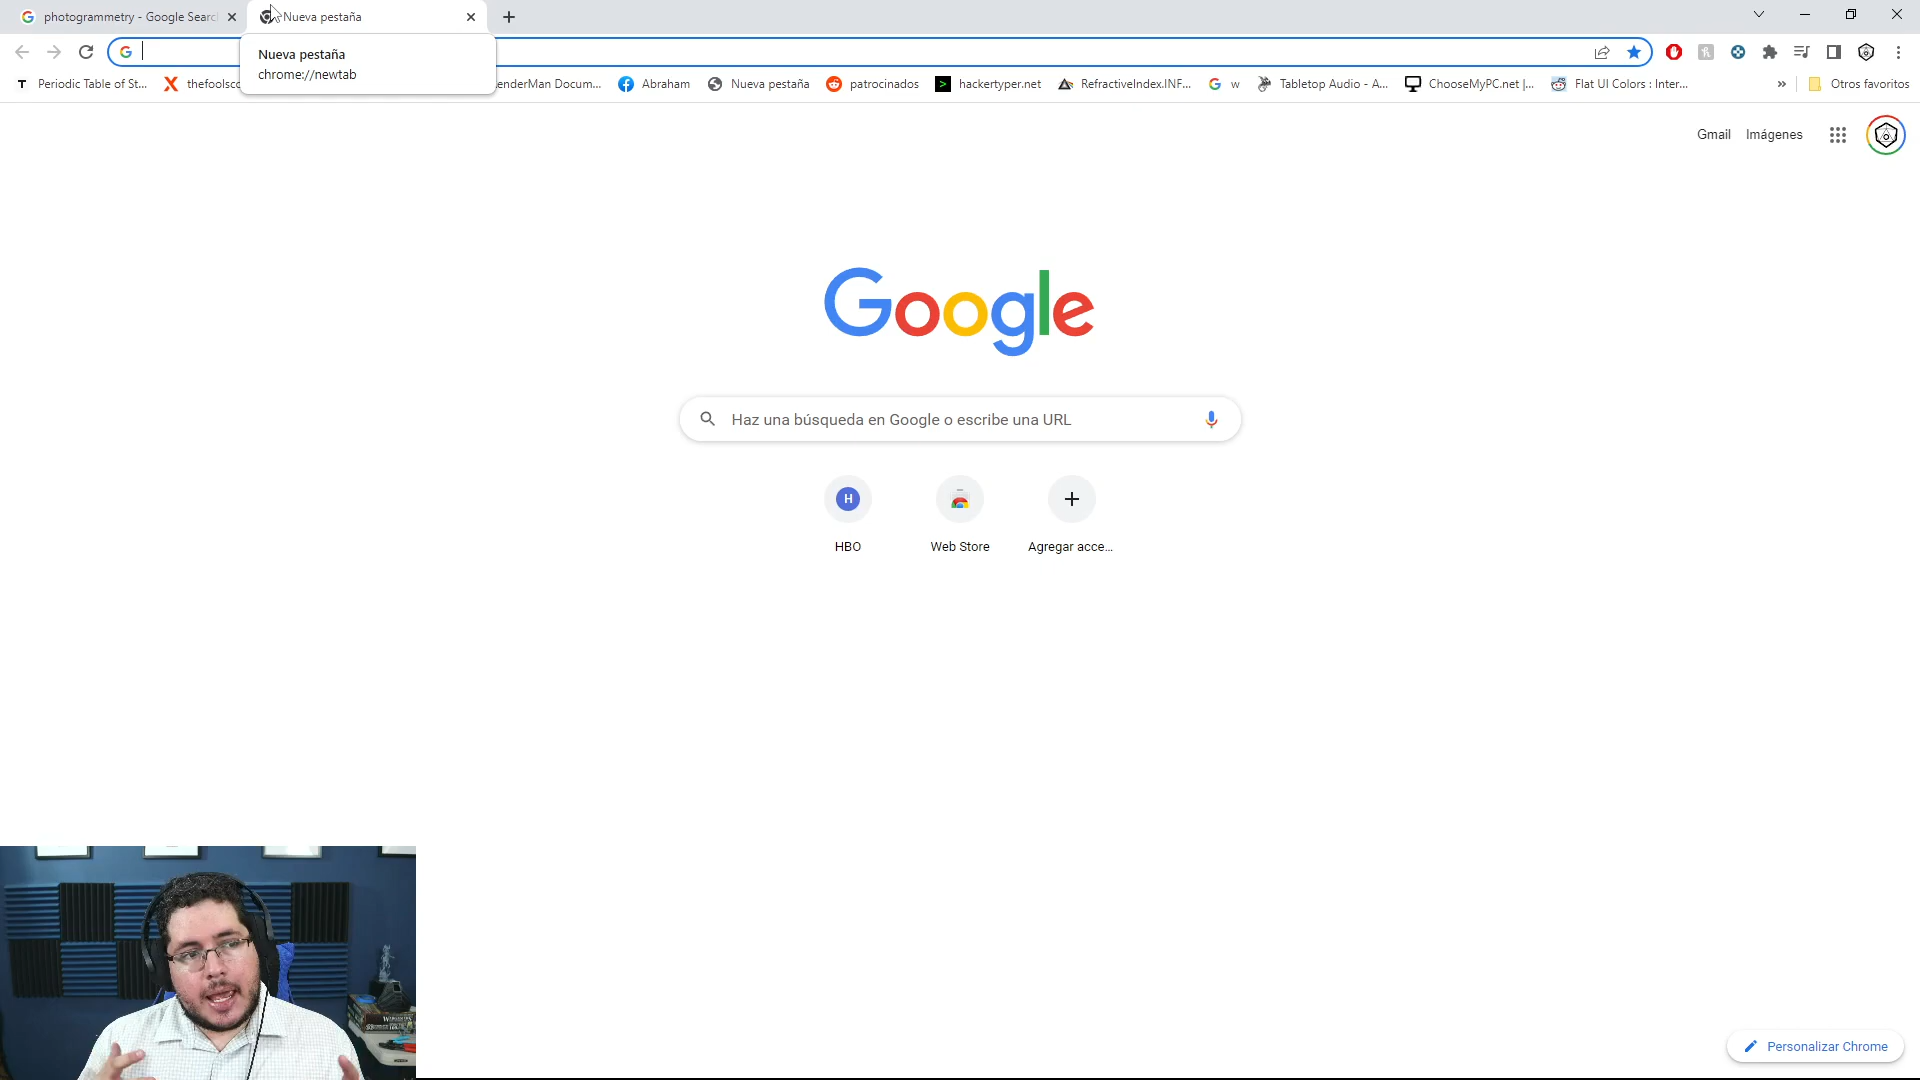 photogrammetry - Google Searc
Nueva pestaña
Nueva pestaña
chrome://newtab
Periodic Table of St...
thefoolsco
enderMan Docum...
Abraham
Nueva pestaña
patrocinados
hackertyper.net
RefractiveIndex.INF...
w
Tabletop Audio - A...
ChooseMyPC.net |...
Flat UI Colors : Inter...
»
Otros favoritos
Gmail
Imágenes
Google
Haz una búsqueda en Google o escribe una URL
H
HBO
Web Store
Agregar acce...
Personalizar Chrome